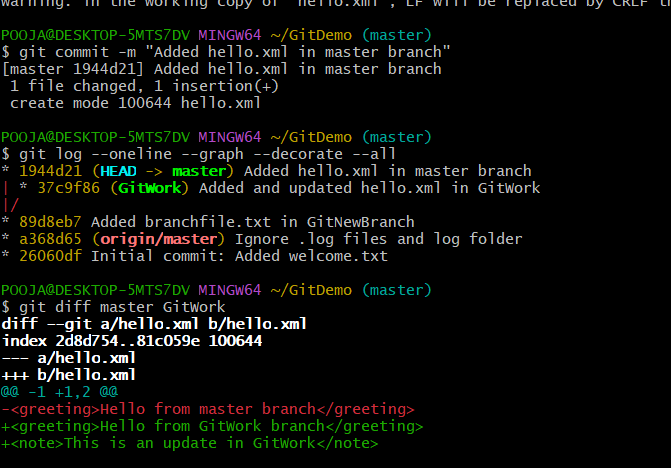 warning: in the working copy of 'hello.xml', LF will be replaced by CRLF
POOJA@DESKTOP-5MTS7DV MINGW64 ~/GitDemo (master)
$ git commit -m "Added hello.xml in master branch"
[master 1944d21] Added hello.xml in master branch
 1 file changed, 1 insertion(+)
 create mode 100644 hello.xml
POOJA@DESKTOP-5MTS7DV MINGW64 ~/GitDemo (master)
$ git log --oneline --graph --decorate --all
* 1944d21 (HEAD -> master) Added hello.xml in master branch
| * 37c9f86 (GitWork) Added and updated hello.xml in GitWork
|/
* 89d8eb7 Added branchfile.txt in GitNewBranch
* a368d65 (origin/master) Ignore .log files and log folder
* 26060df Initial commit: Added welcome.txt
POOJA@DESKTOP-5MTS7DV MINGW64 ~/GitDemo (master)
$ git diff master GitWork
diff --git a/hello.xml b/hello.xml
index 2d8d754..81c059e 100644
--- a/hello.xml
+++ b/hello.xml
@@ -1 +1,2 @@
-<greeting>Hello from master branch</greeting>
+<greeting>Hello from GitWork branch</greeting>
+<note>This is an update in GitWork</note>